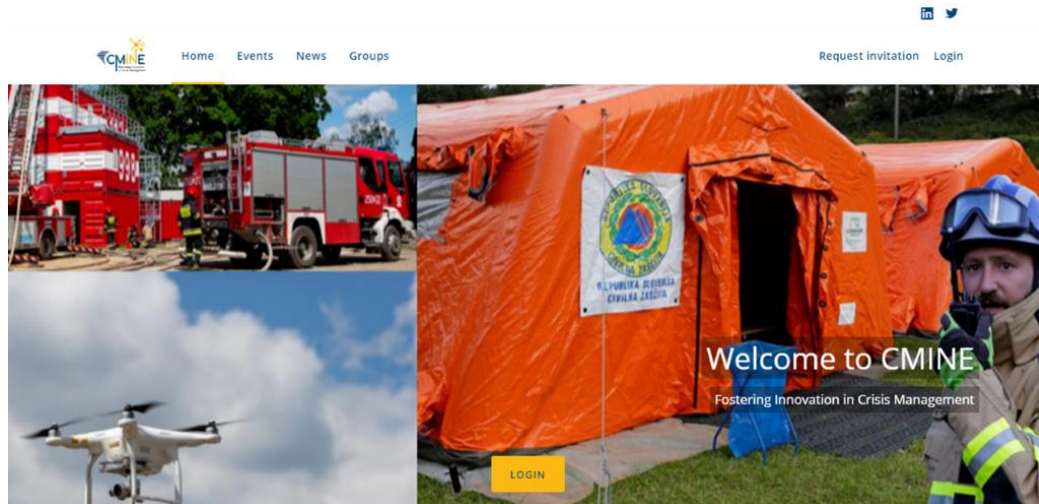 CMINE
Home Events News Groups
Request invitation Login
REPUBLIKA SLOVENIJA
CIVILNA ZAŠČITA
Welcome to CMINE
Fostering Innovation in Crisis Management
LOGIN